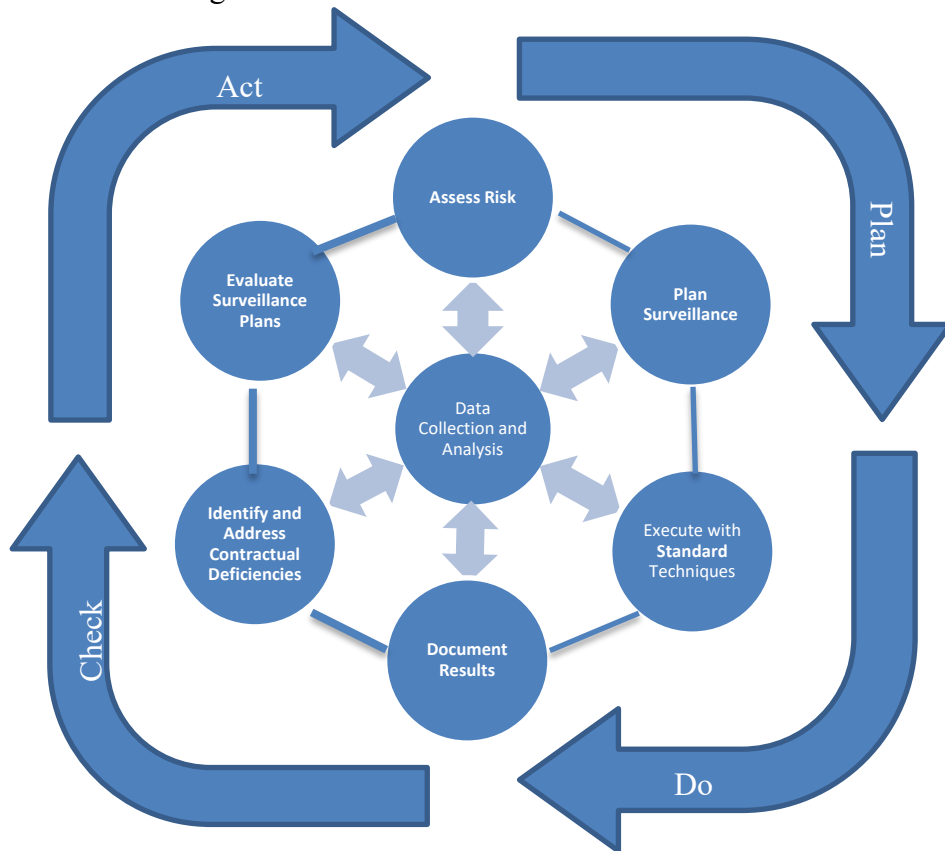 g
Act
Plan
Assess Risk
Evaluate
Surveillance
Plans
Plan
Surveillance
Data
Collection and
Analysis
Identify and
Address
Contractual
Deficiencies
Execute with
Standard
Techniques
Document
Results
Check
Do